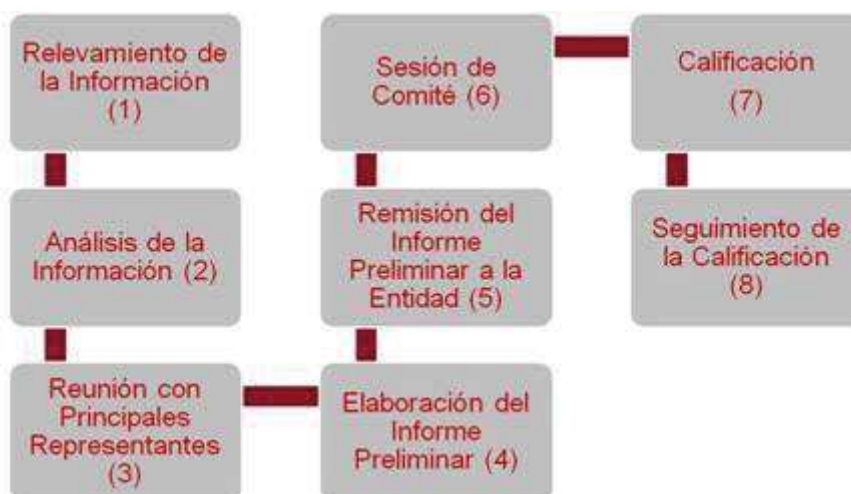 Relevamiento de
la Información
(1)
Análisis de la
Información (2)
Reunión con
Principales
Representantes
(3)
Elaboración del
Informe
Preliminar (4)
Remisión del
Informe
Preliminar a la
Entidad (5)
Sesión de
Comité (6)
Calificación
(7)
Seguimiento de
la Calificación
(8)